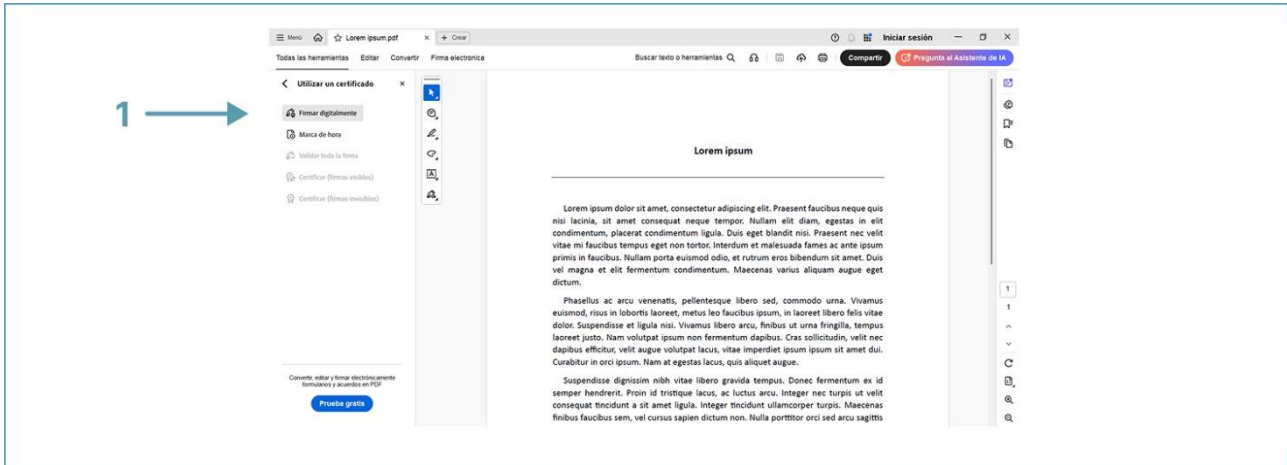 Menú Lorem ipsum.pdf × + Crear Iniciar sesión
Todas las herramientas Editar Convertir Firma electrónica Buscar texto o herramientas Compartir Pregunta al Asistente de IA
Utilizar un certificado ×
1
Firmar digitalmente
Marca de hora
Validar toda la firma
Certificar (firmas visibles)
Certificar (firmas invisibles)
Convertir, editar y firmar electrónicamente
formularios y acuerdos en PDF
Prueba gratis
Lorem ipsum
Lorem ipsum dolor sit amet, consectetur adipiscing elit. Praesent faucibus neque quis
nisi lacinia, sit amet consequat neque tempor. Nullam elit diam, egestas in elit
condimentum, placerat condimentum ligula. Duis eget blandit nisi. Praesent nec velit
vitae mi faucibus tempus eget non tortor. Interdum et malesuada fames ac ante ipsum
primis in faucibus. Nullam porta euismod odio, et rutrum eros bibendum sit amet. Duis
vel magna et elit fermentum condimentum. Maecenas varius aliquam augue eget
dictum.
Phasellus ac arcu venenatis, pellentesque libero sed, commodo urna. Vivamus
euismod, risus in lobortis laoreet, metus leo faucibus ipsum, in laoreet libero felis vitae
dolor. Suspendisse et ligula nisi. Vivamus libero arcu, finibus ut urna fringilla, tempus
laoreet justo. Nam volutpat ipsum non fermentum dapibus. Cras sollicitudin, velit nec
dapibus efficitur, velit augue volutpat lacus, vitae imperdiet ipsum ipsum sit amet dui.
Curabitur in orci ipsum. Nam at egestas lacus, quis aliquet augue.
Suspendisse dignissim nibh vitae libero gravida tempus. Donec fermentum ex id
semper hendrerit. Proin id tristique lacus, ac luctus arcu. Integer nec turpis ut velit
consequat tincidunt a sit amet ligula. Integer tincidunt ullamcorper turpis. Maecenas
finibus faucibus sem, vel cursus sapien dictum non. Nulla porttitor orci sed arcu sagittis
1
1